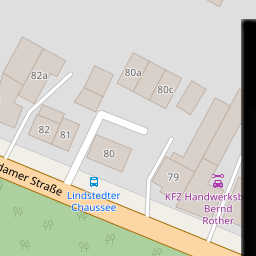 80a
82a
80c
82
81
80
79
damer Straße
Lindstedter
Chaussee
KFZ Handwerksb
Bernd
Rother